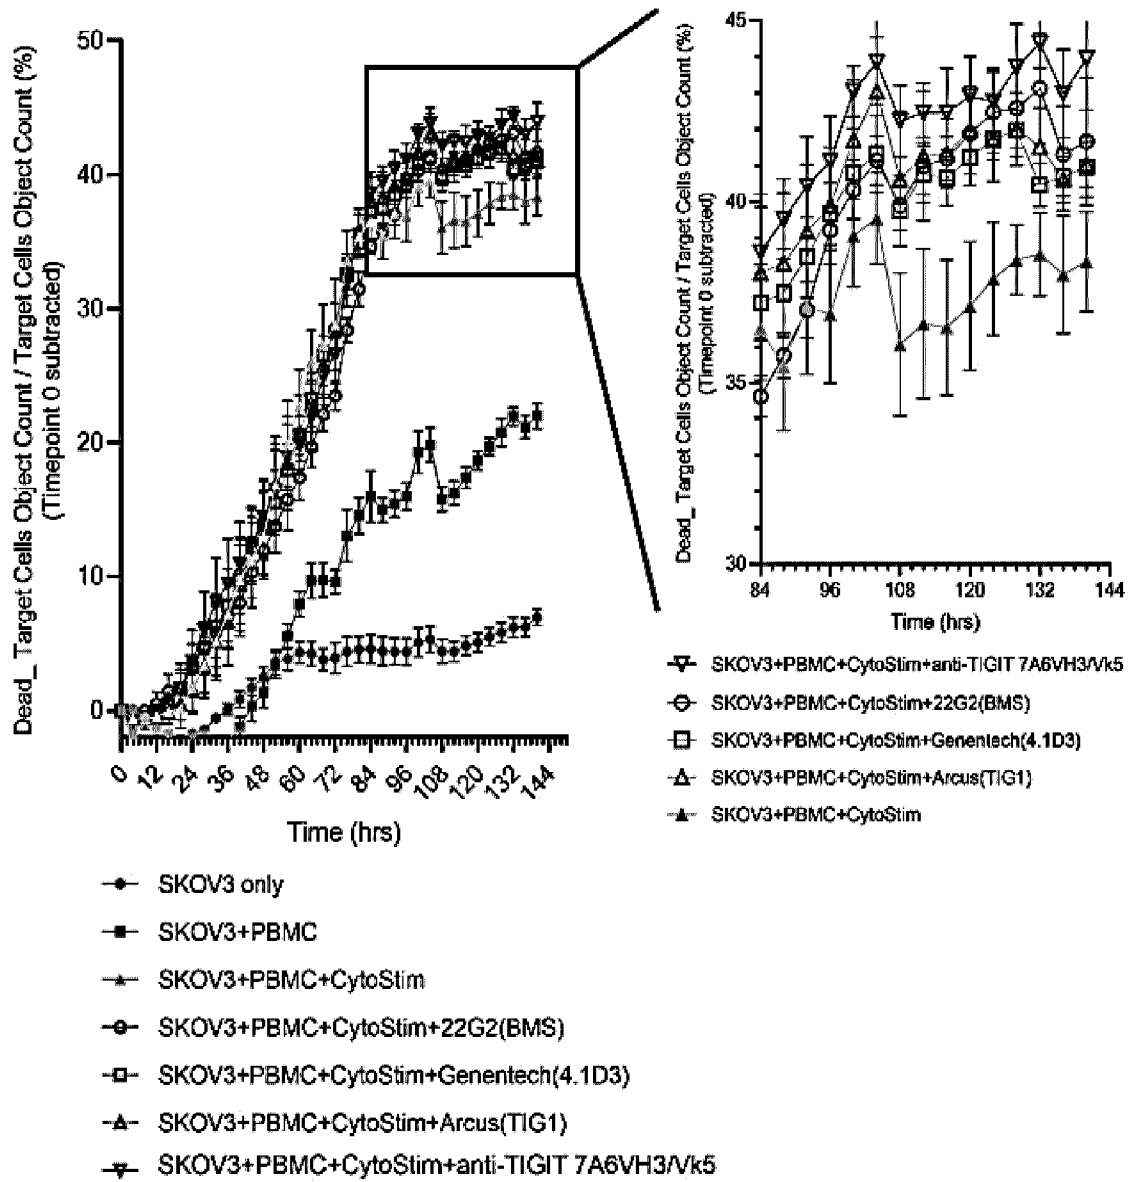 Dead_Target Cells Object Count / Target Cells Object Count (%)
(Timepoint 0 subtracted)
50
40
30
20
10
0
0
12
24
36
48
60
72
84
96
108
120
132
144
Time (hrs)
Dead_Target Cells Object Count / Target Cells Object Count (%)
(Timepoint 0 subtracted)
45
40
35
30
84
96
108
120
132
144
Time (hrs)
SKOV3+PBMC+CytoStim+anti-TIGIT 7A6VH3/Vk5
SKOV3+PBMC+CytoStim+22G2(BMS)
SKOV3+PBMC+CytoStim+Genentech(4.1D3)
SKOV3+PBMC+CytoStim+Arcus(TIG1)
SKOV3+PBMC+CytoStim
SKOV3 only
SKOV3+PBMC
SKOV3+PBMC+CytoStim
SKOV3+PBMC+CytoStim+22G2(BMS)
SKOV3+PBMC+CytoStim+Genentech(4.1D3)
SKOV3+PBMC+CytoStim+Arcus(TIG1)
SKOV3+PBMC+CytoStim+anti-TIGIT 7A6VH3/Vk5